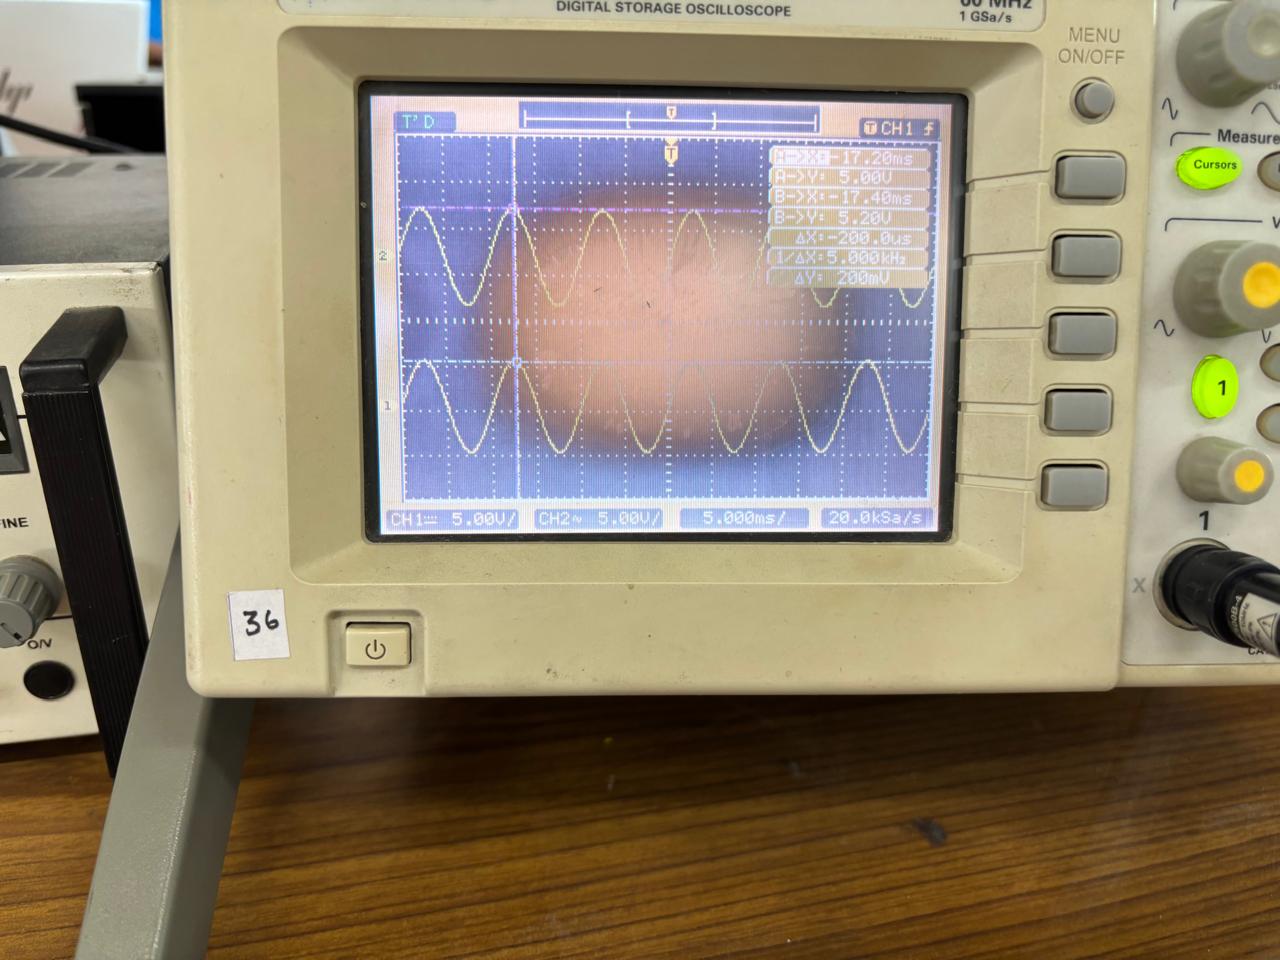 DIGITAL STORAGE OSCILLOSCOPE
60 MHz
1 GSa/s
MENU
ON/OFF
T'D
T
T CH1
T
A->X:-17.20ms
A->Y: 5.00V
B->X:-17.40ms
B->Y: 5.20V
ΔX:-200.0us
1/ΔX:5.000kHz
ΔY: 200mV
2
1
CH1 5.00V/
CH2~ 5.00V/
5.000ms/
20.0kSa/s
Measure
Cursors
1
1
X
36
FINE